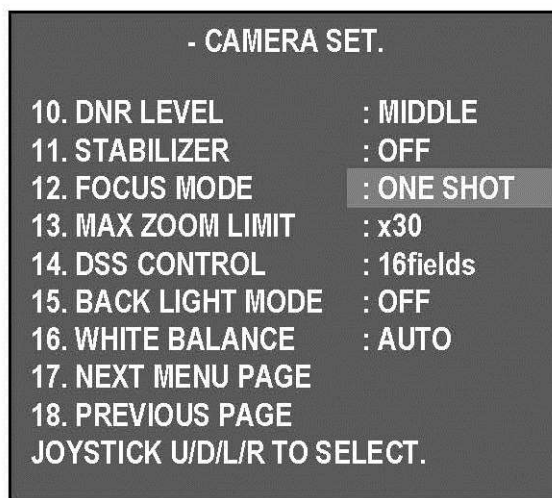 - CAMERA SET.
10. DNR LEVEL : MIDDLE
11. STABILIZER : OFF
12. FOCUS MODE : ONE SHOT
13. MAX ZOOM LIMIT : x30
14. DSS CONTROL : 16fields
15. BACK LIGHT MODE : OFF
16. WHITE BALANCE : AUTO
17. NEXT MENU PAGE
18. PREVIOUS PAGE
JOYSTICK U/D/L/R TO SELECT.